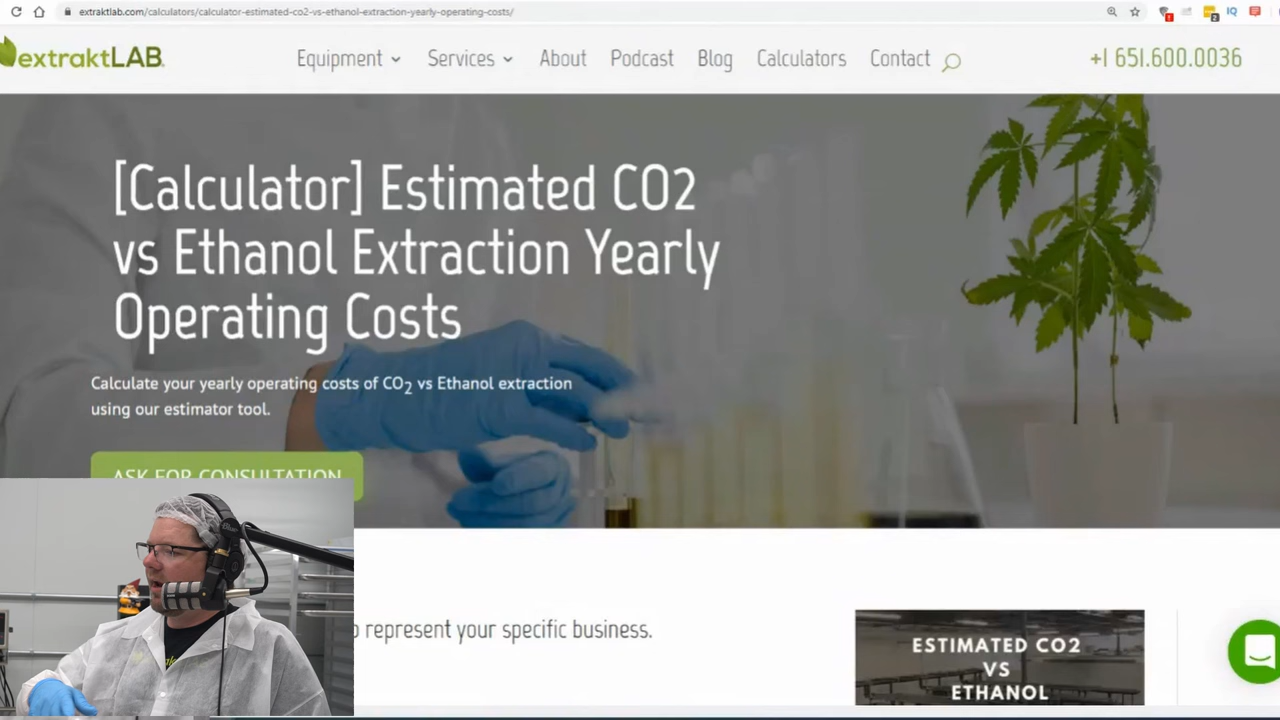 extraktlab.com/calculators/calculator-estimated-co2-vs-ethanol-extraction-yearly-operating-costs/
extraktLAB.
Equipment
Services
About
Podcast
Blog
Calculators
Contact
+1 651.600.0036
[Calculator] Estimated CO2
vs Ethanol Extraction Yearly
Operating Costs
Calculate your yearly operating costs of CO2 vs Ethanol extraction
using our estimator tool.
ASK FOR CONSULTATION
represent your specific business.
ESTIMATED CO2
VS
ETHANOL